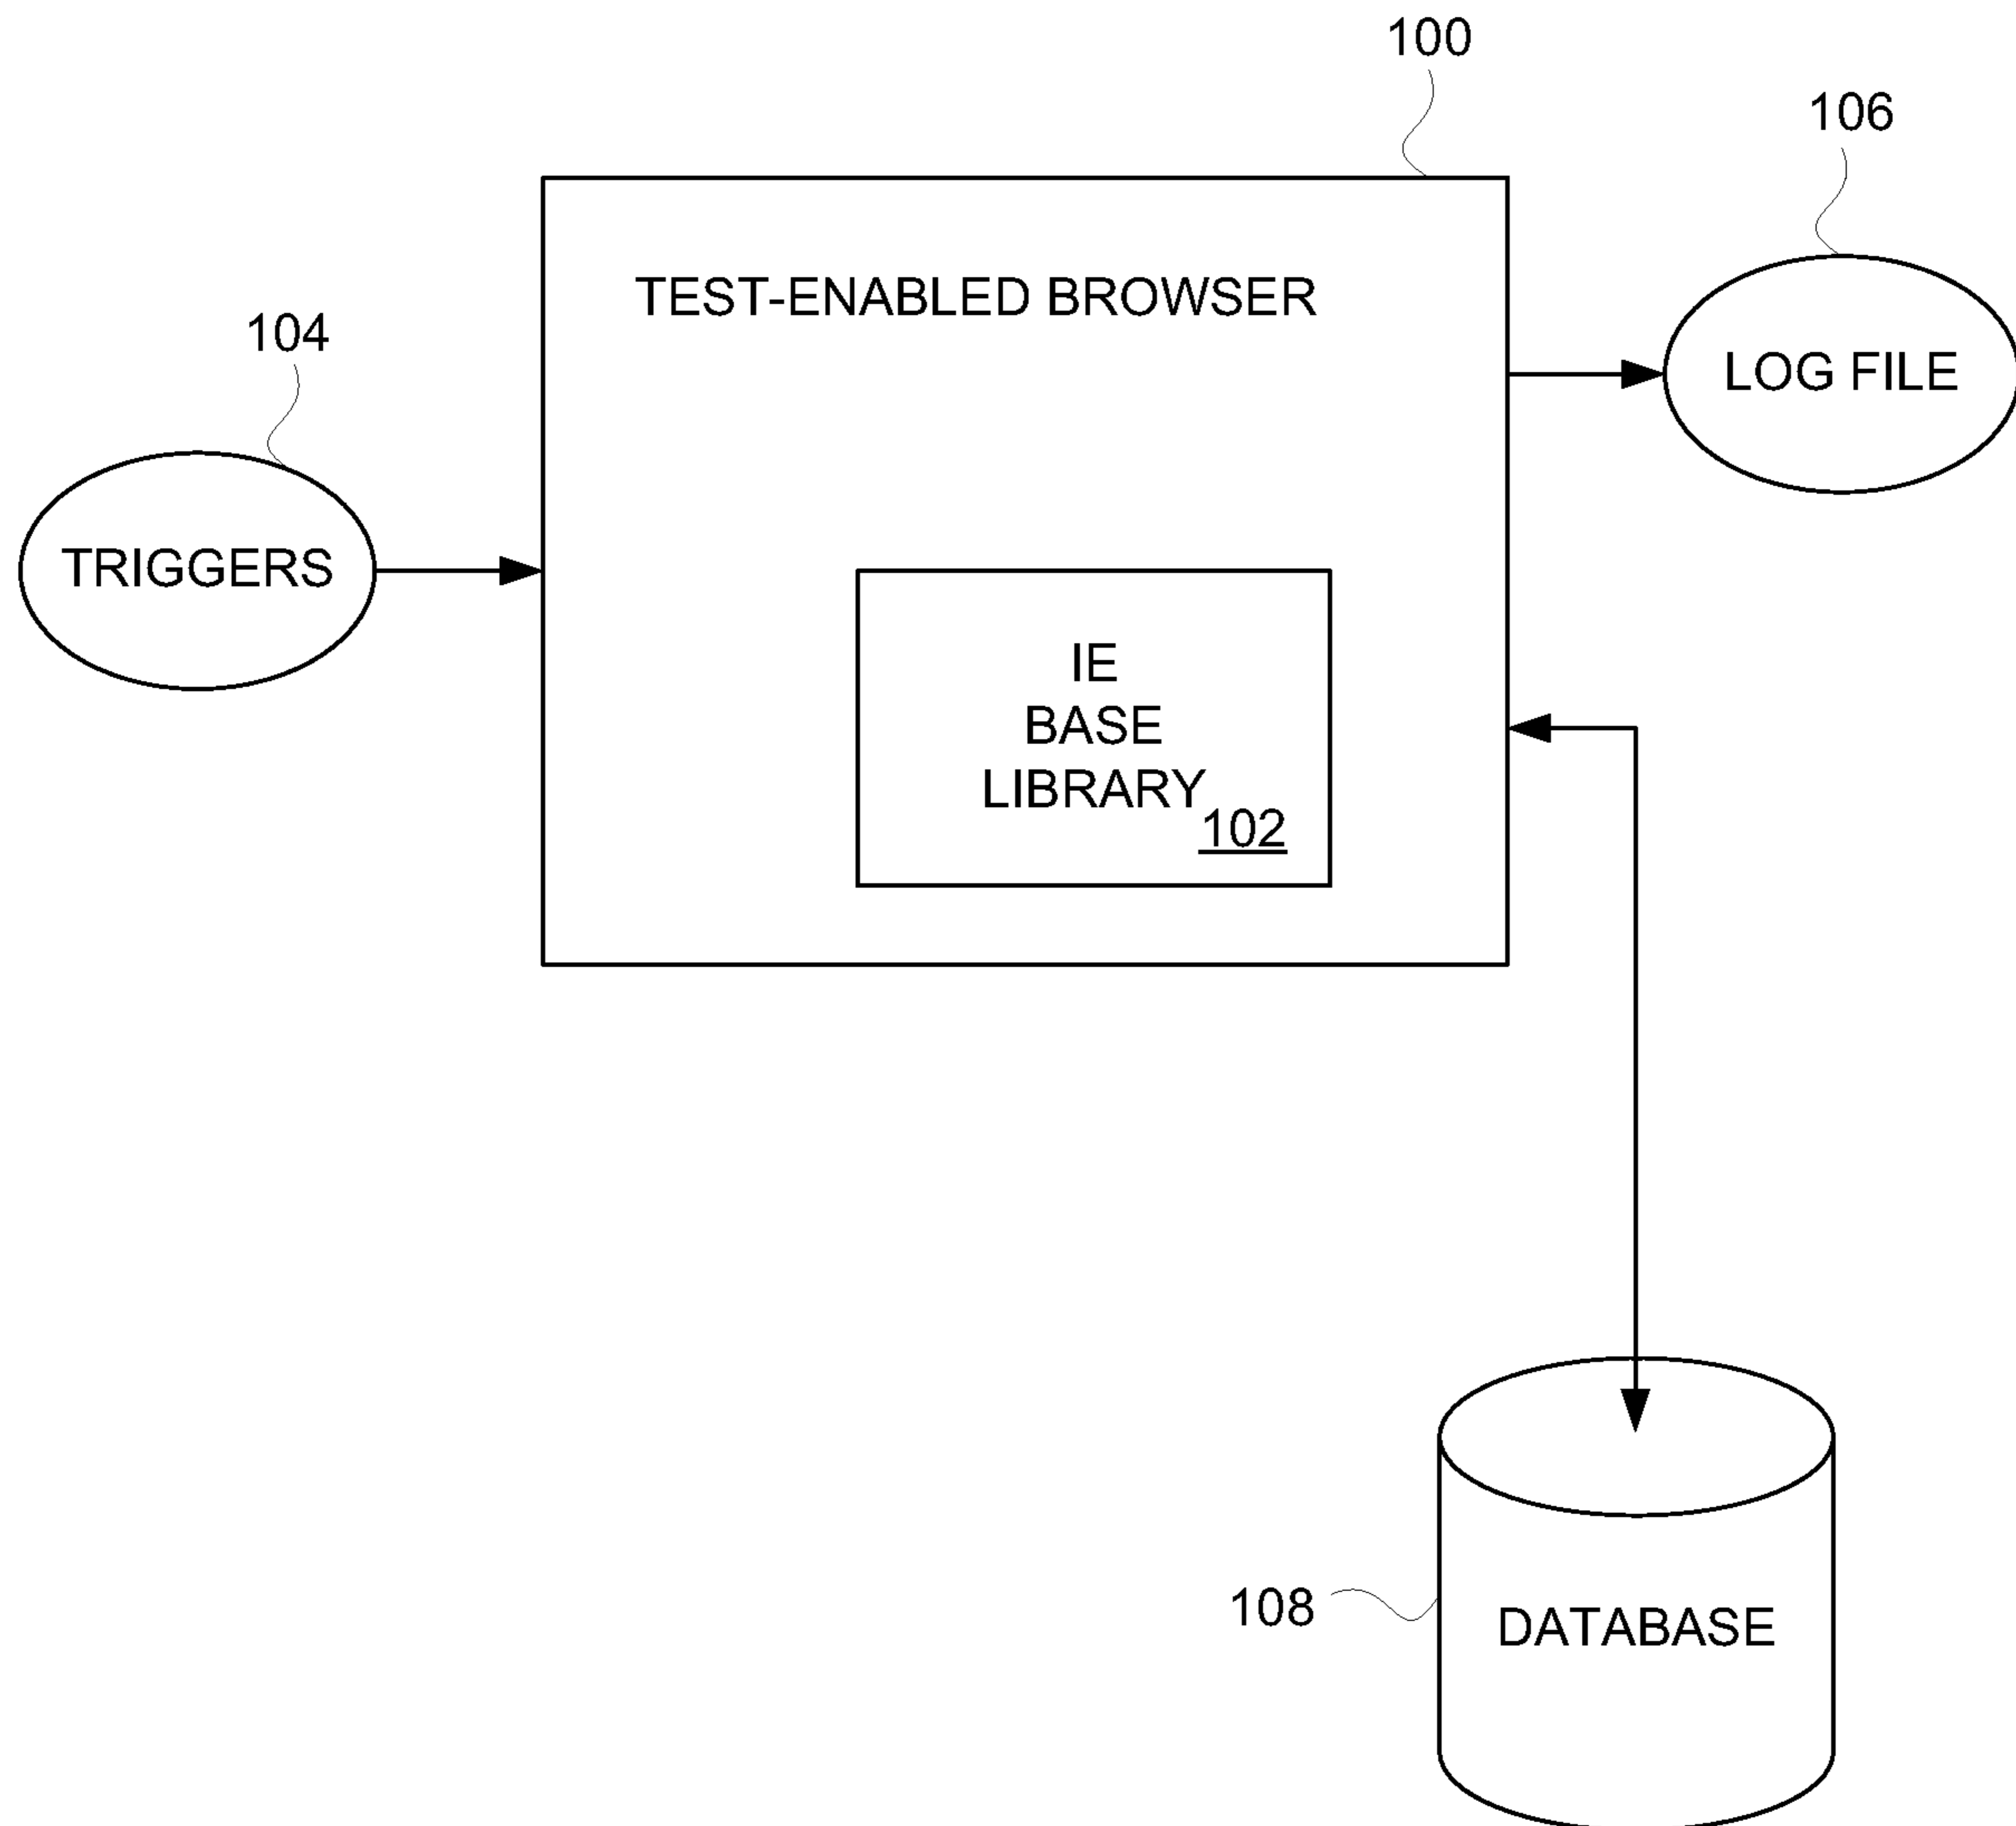 100
106
TEST-ENABLED BROWSER
104
LOG FILE
TRIGGERS
IE
BASE
LIBRARY
102
108
DATABASE